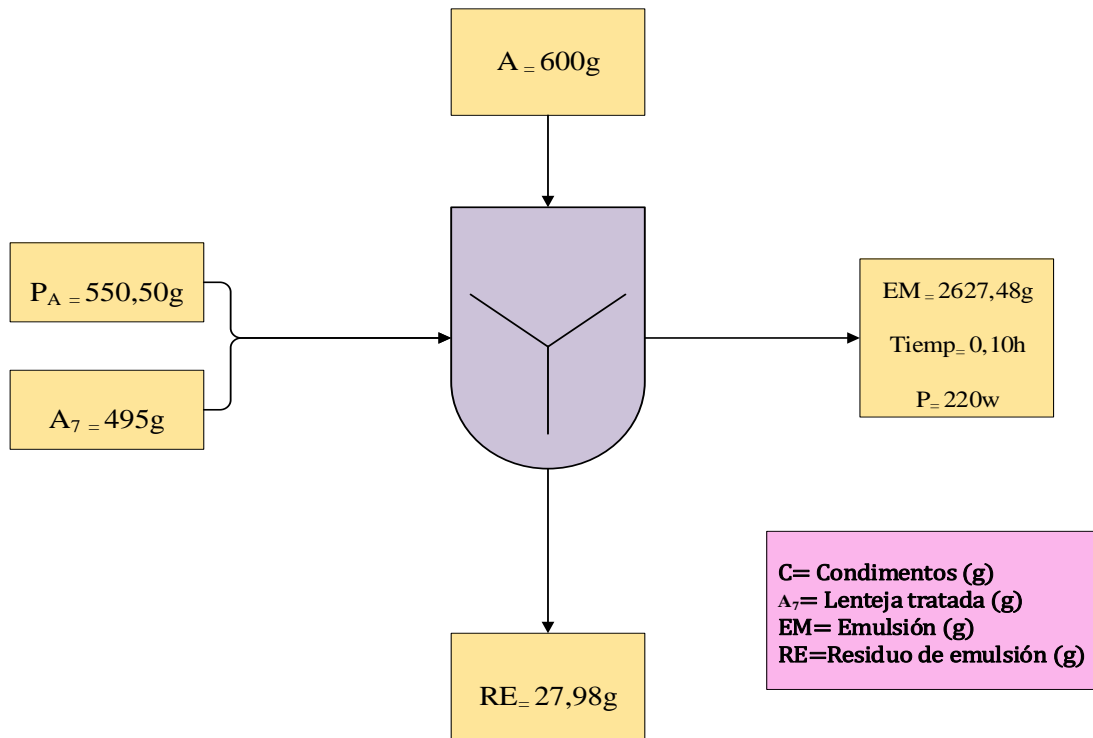 A = 600g
P_A = 550,50g
A₇ = 495g
EM = 2627,48g
Tiemp= 0,10h
P= 220w
RE= 27,98g
C= Condimentos (g)
A₇= Lenteja tratada (g)
EM= Emulsión (g)
RE=Residuo de emulsión (g)